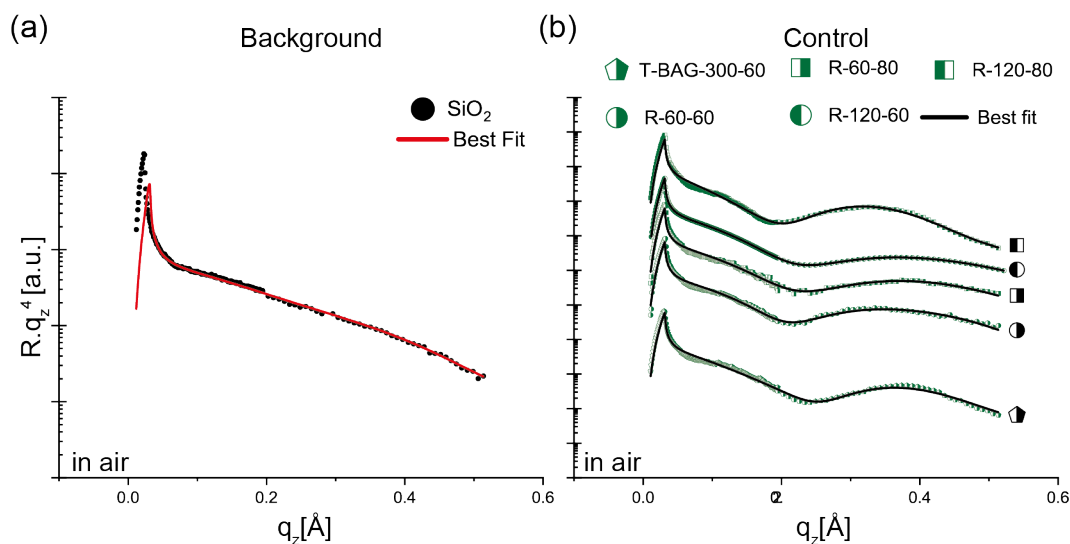 (a)
Background
SiO2
Best Fit
R.qz4 [a.u.]
in air
0.0 0.2 0.4 0.6
qz[Å]
(b)
Control
T-BAG-300-60 R-60-80 R-120-80
R-60-60 R-120-60 Best fit
in air
0.0 0.4 0.6
qz[Å]